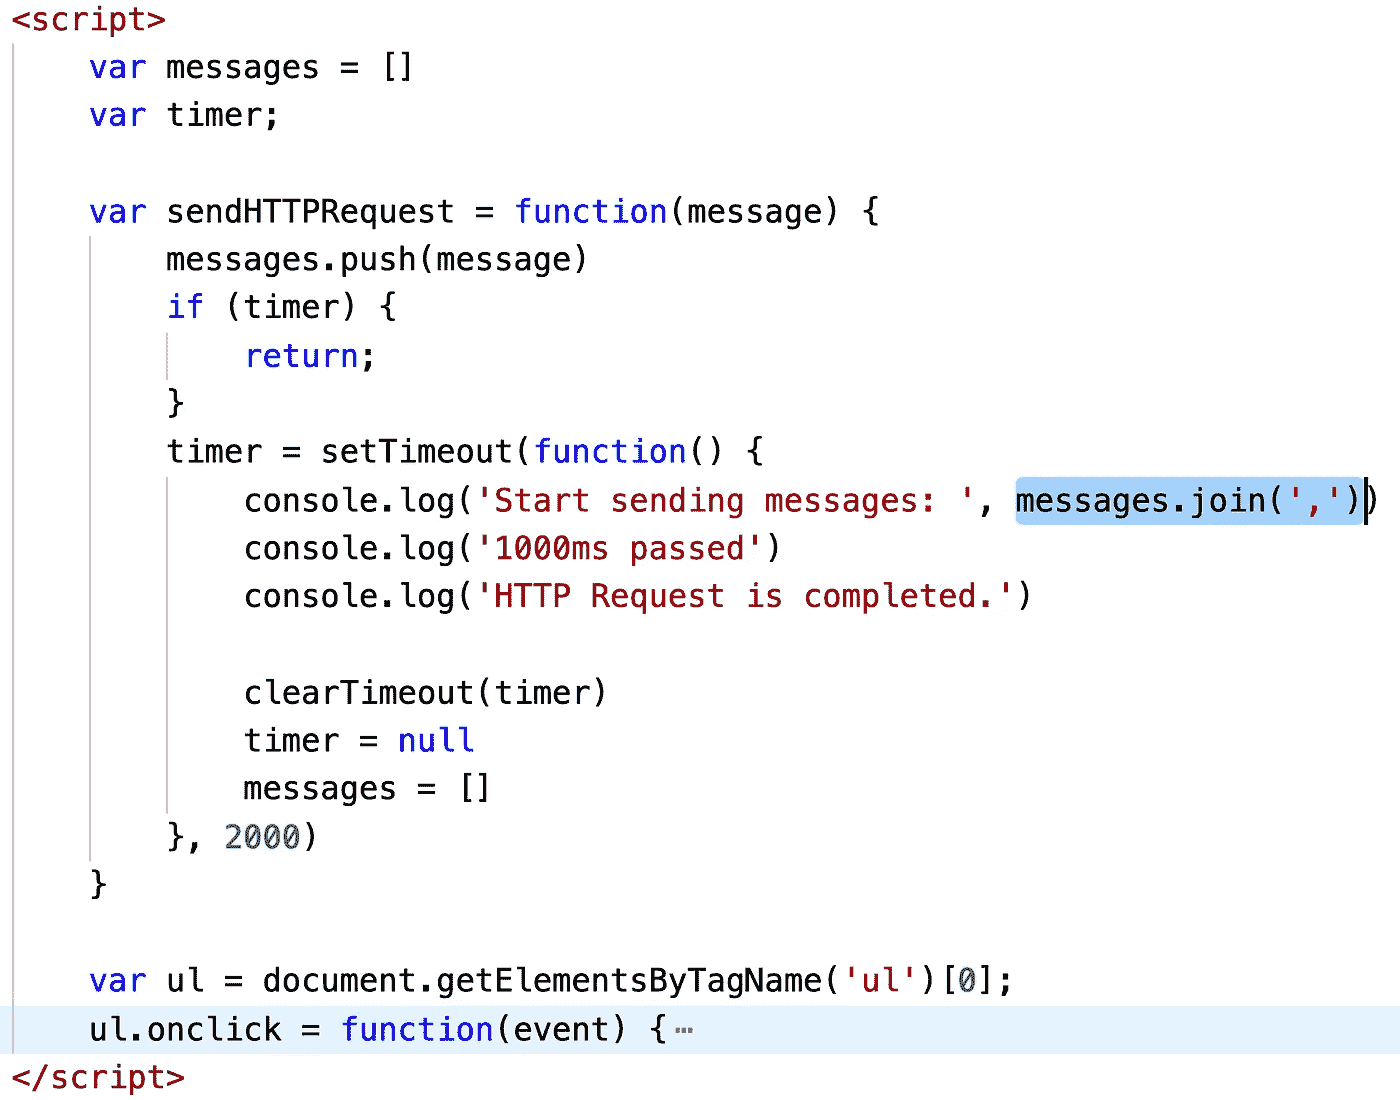 <script>
var messages = []
var timer;
var sendHTTPRequest = function(message) {
messages.push(message)
if (timer) {
return;
}
timer = setTimeout(function() {
console.log('Start sending messages: ', messages.join(','))
console.log('1000ms passed')
console.log('HTTP Request is completed.')
clearTimeout(timer)
timer = null
messages = []
}, 2000)
}
var ul = document.getElementsByTagName('ul')[0];
ul.onclick = function(event) {⋯
</script>